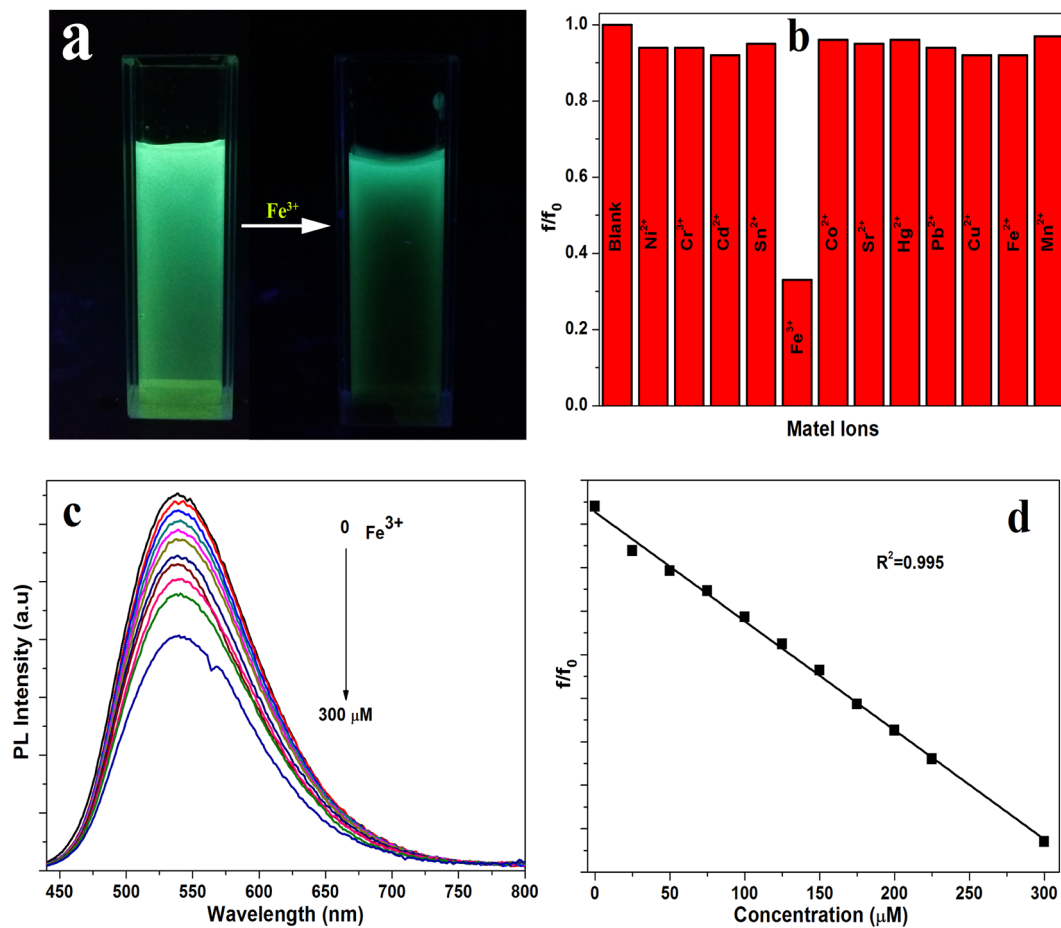 a
Fe³⁺
b
f/f₀
1.0
0.8
0.6
0.4
0.2
0.0
Blank
Ni²⁺
Cr³⁺
Cd²⁺
Sn²⁺
Fe³⁺
Co²⁺
Sr²⁺
Hg²⁺
Pb²⁺
Cu²⁺
Fe²⁺
Mn²⁺
Matel Ions
c
0 Fe³⁺
300 μM
PL Intensity (a.u)
450 500 550 600 650 700 750 800
Wavelength (nm)
d
R²=0.995
f/f₀
0 50 100 150 200 250 300
Concentration (μM)